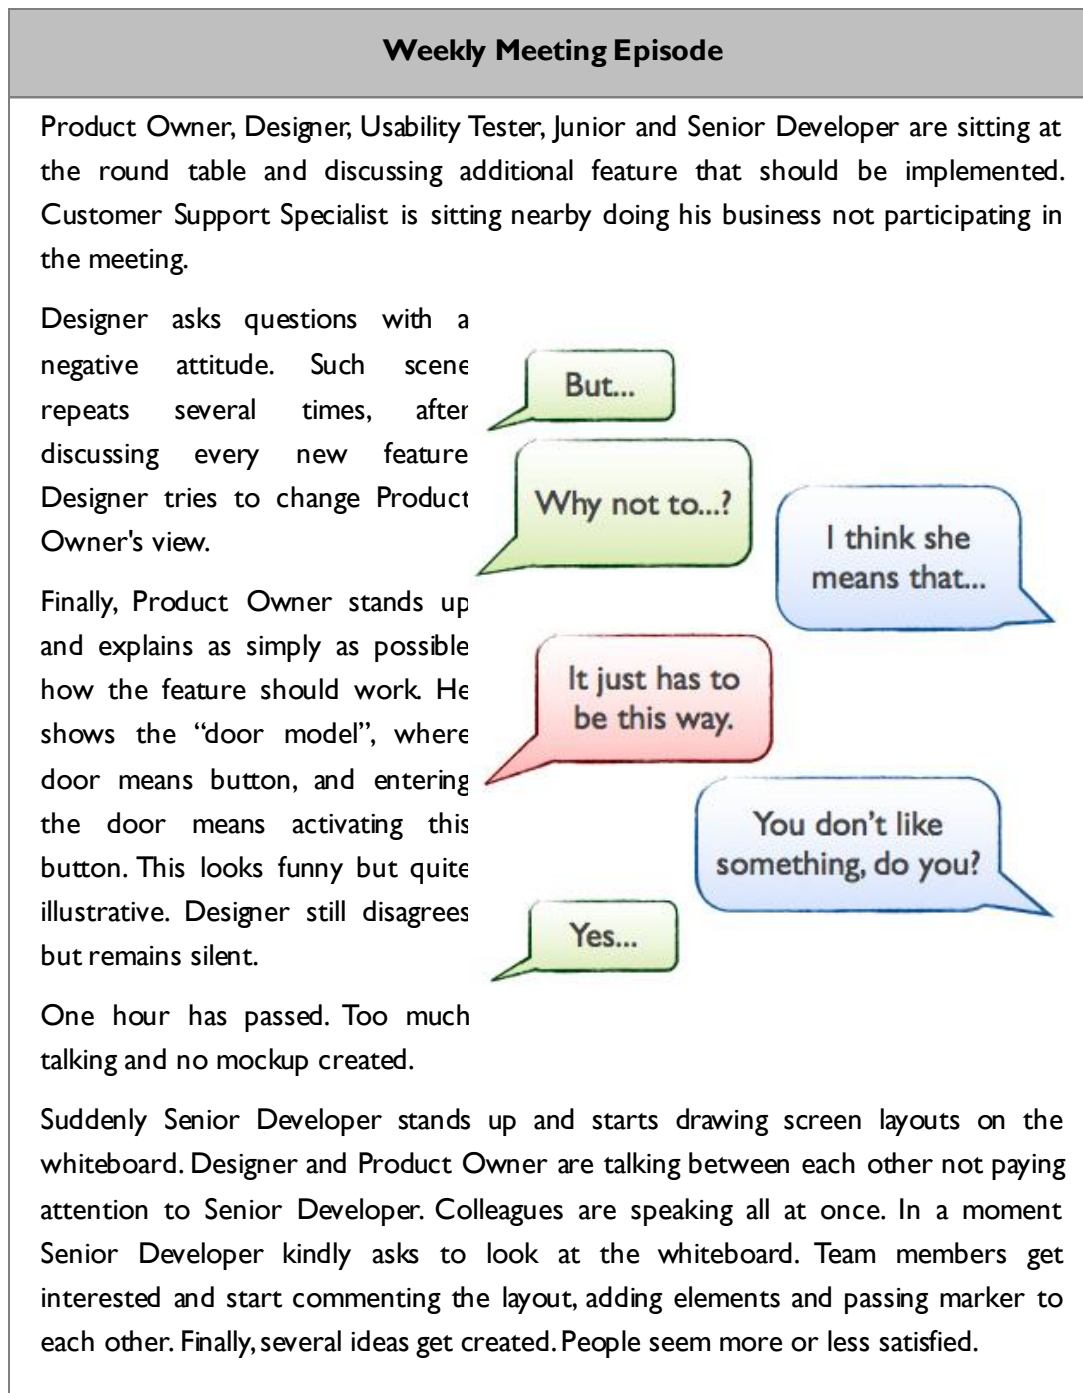 Weekly Meeting Episode
Product Owner, Designer, Usability Tester, Junior and Senior Developer are sitting at
the round table and discussing additional feature that should be implemented.
Customer Support Specialist is sitting nearby doing his business not participating in
the meeting.
Designer asks questions with a
negative attitude. Such scene
repeats several times, after
discussing every new feature
Designer tries to change Product
Owner's view.
Finally, Product Owner stands up
and explains as simply as possible
how the feature should work. He
shows the “door model”, where
door means button, and entering
the door means activating this
button. This looks funny but quite
illustrative. Designer still disagrees
but remains silent.
One hour has passed. Too much
talking and no mockup created.
But...
Why not to...?
I think she
means that...
It just has to
be this way.
You don’t like
something, do you?
Yes...
Suddenly Senior Developer stands up and starts drawing screen layouts on the
whiteboard. Designer and Product Owner are talking between each other not paying
attention to Senior Developer. Colleagues are speaking all at once. In a moment
Senior Developer kindly asks to look at the whiteboard. Team members get
interested and start commenting the layout, adding elements and passing marker to
each other. Finally, several ideas get created. People seem more or less satisfied.